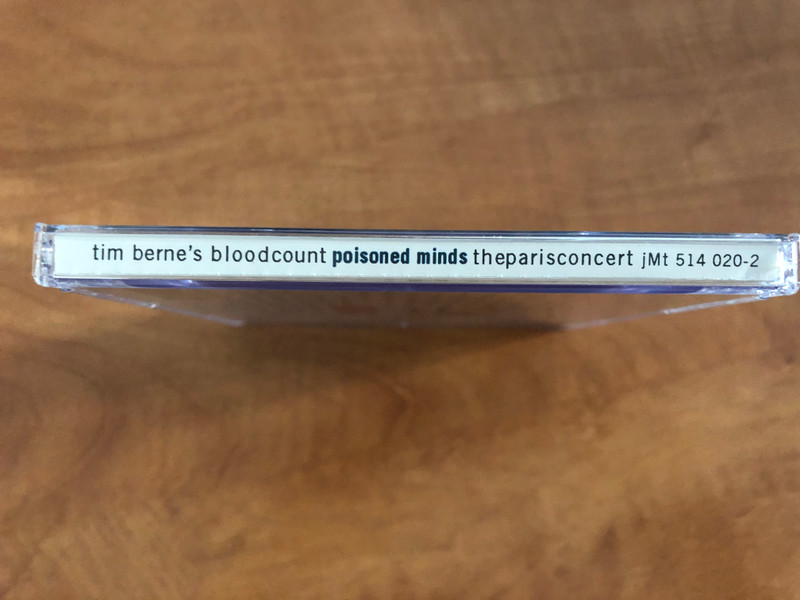 tim berne's bloodcount poisoned minds theparisconcert jMt 514 020-2